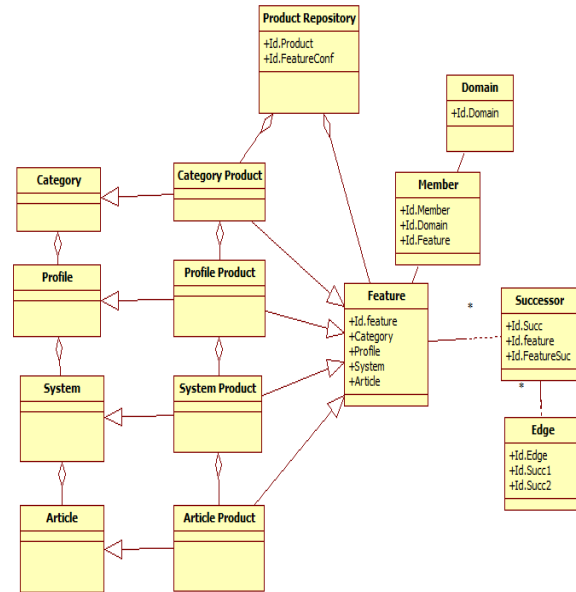 Product Repository
+Id.Product
+Id.FeatureConf
Domain
+Id.Domain
Category
Category Product
Member
+Id.Member
+Id.Domain
+Id.Feature
Profile
Profile Product
Feature
+Id.feature
+Category
+Profile
+System
+Article
*
Successor
+Id.Succ
+Id.feature
+Id.FeatureSuc
*
System
System Product
Edge
+Id.Edge
+Id.Succ1
+Id.Succ2
Article
Article Product